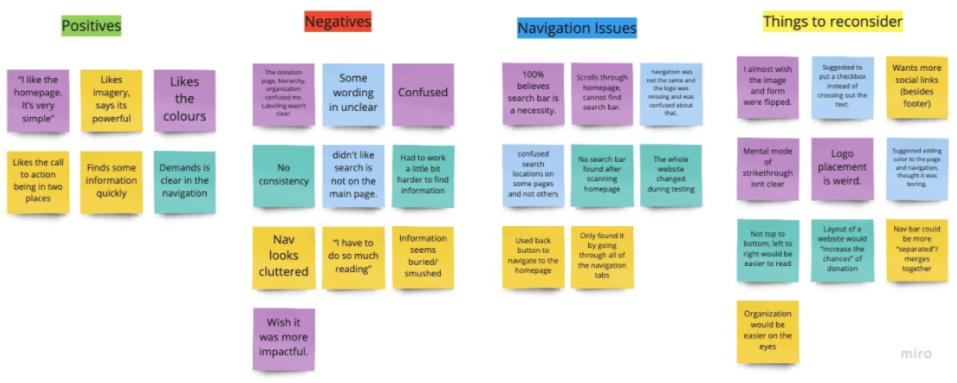 Positives
"I like the
homepage.
it's very
simple"
Likes
imagery,
says its
powerful
Likes
the
colours
Likes the call
to action
being in two
places
Finds some
information
quickly
Demands is
clear in the
navigation
Negatives
The donation
page, hierarchy,
organization
confused me.
Labelling wasn't
clear.
Some
wording
in unclear
Confused
No
consistency
didn't like
search is
not on the
main page.
Had to work
a little bit
harder to find
information
Nav
looks
cluttered
"I have to
do so much
reading"
Information
seems
buried/
smushed
Wish it
was more
impactful.
Navigation Issues
100%
believes
search bar is
a necessity.
Scrolls through
homepage,
cannot find
search bar.
navigation was
not the same and
the logo was
missing and was
confused about
that.
confused
search
locations on
some pages
and not others
No search bar
found after
scanning
homepage
The whole
website
changed
during testing
Used back
button to
navigate to the
homepage
Only found it
by going
through all of
the navigation
tabs
Things to reconsider
I almost wish
the image
and form
were flipped.
Suggested to
put a checkbox
instead of
crossing out the
text.
Wants more
social links
(besides
footer)
Mental mode
of
strikethrough
isnt clear
Logo
placement
is weird.
Suggested adding
color to the page
and navigation,
thought it was
boring.
Not top to
bottom, left to
right would be
easier to read
Layout of a
website would
"increase the
chances" of
donation
Nav bar could
be more
"separated"/
merges
together
Organization
would be
easier on the
eyes
miro